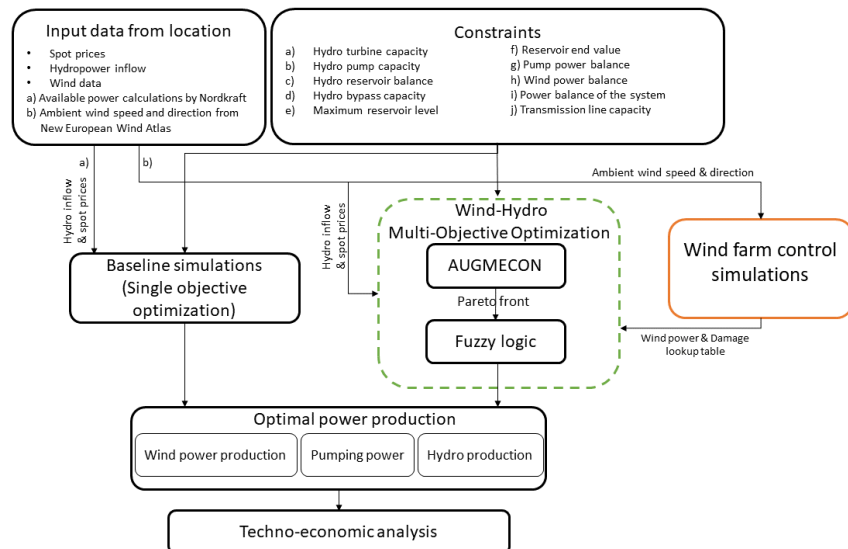 Input data from location
• Spot prices
• Hydropower inflow
• Wind data
a) Available power calculations by Nordkraft
b) Ambient wind speed and direction from
New European Wind Atlas
Constraints
a) Hydro turbine capacity
b) Hydro pump capacity
c) Hydro reservoir balance
d) Hydro bypass capacity
e) Maximum reservoir level
f) Reservoir end value
g) Pump power balance
h) Wind power balance
i) Power balance of the system
j) Transmission line capacity
a)
b)
Hydro inflow
& spot prices
Ambient wind speed & direction
Hydro inflow
& spot prices
Wind-Hydro
Multi-Objective Optimization
AUGMECON
Pareto front
Fuzzy logic
Wind farm control
simulations
Wind power & Damage
lookup table
Baseline simulations
(Single objective
optimization)
Optimal power production
Wind power production
Pumping power
Hydro production
Techno-economic analysis